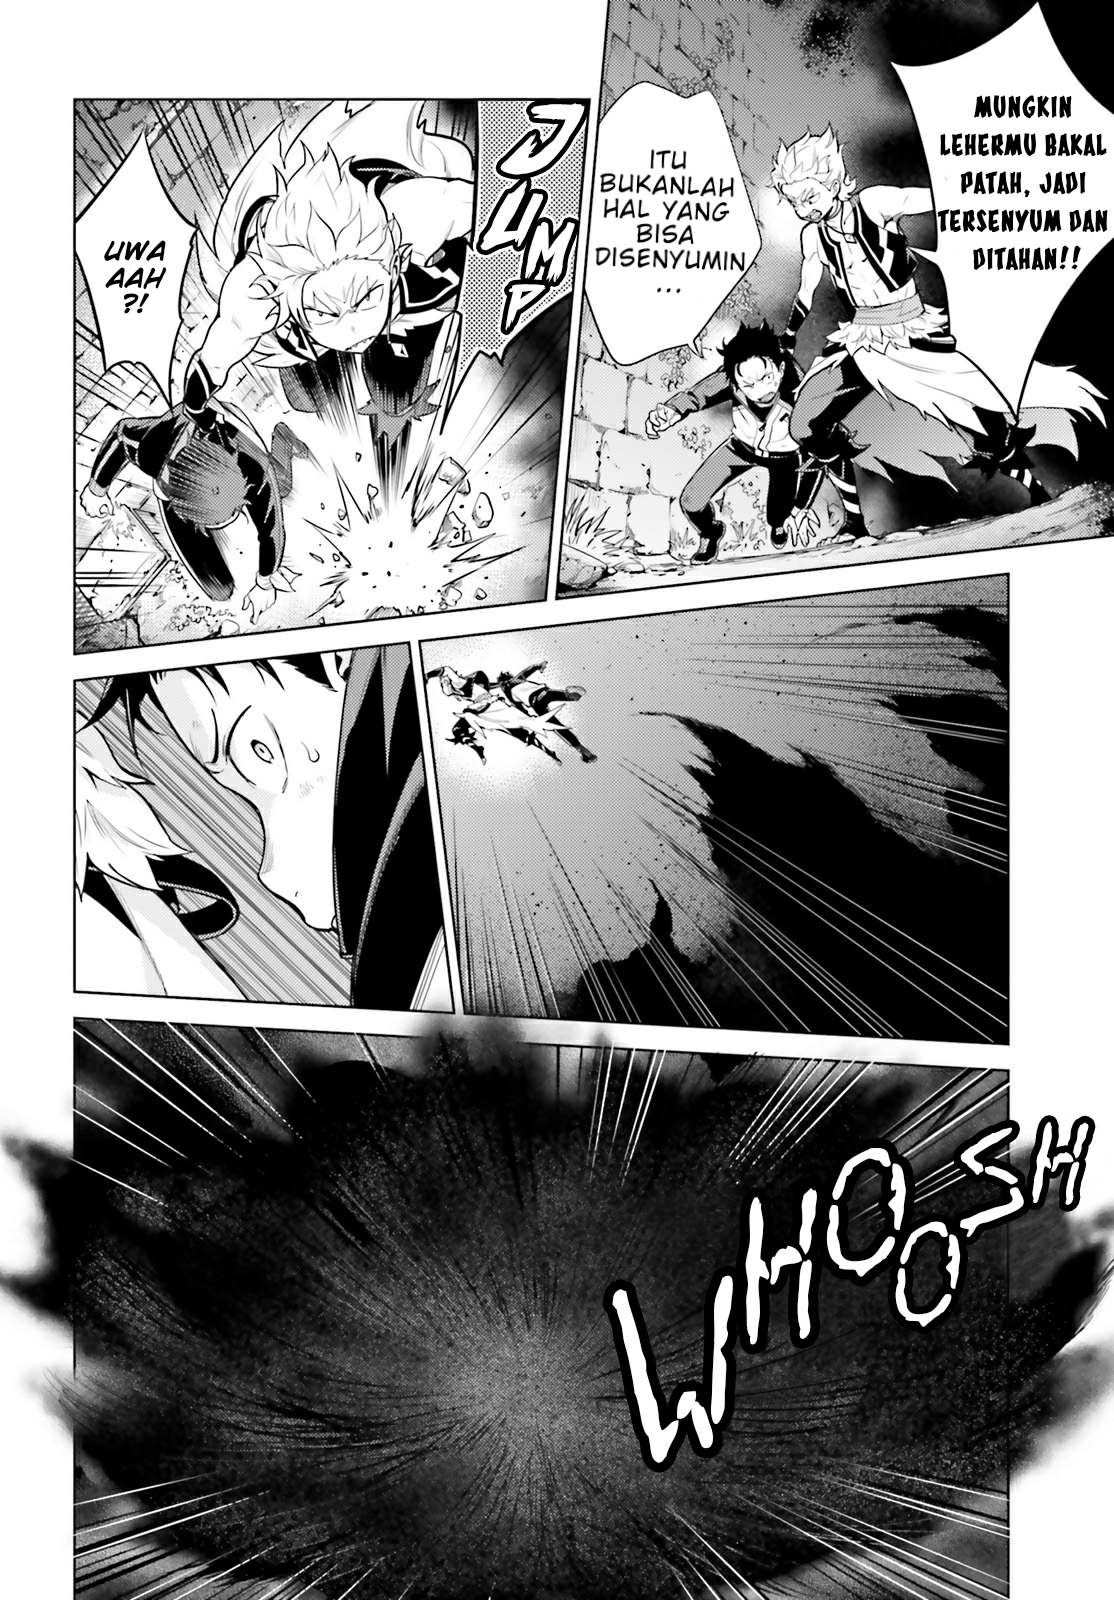 MUNGKIN
LEHERMU BAKAL
PATAH, JADI
TERSENYUM DAN
DITAHAN!!
ITU
BUKANLAH
HAL YANG
BISA
DISENYUMIN
...
JUMP
UWA
AAH
?!
WHOOSH